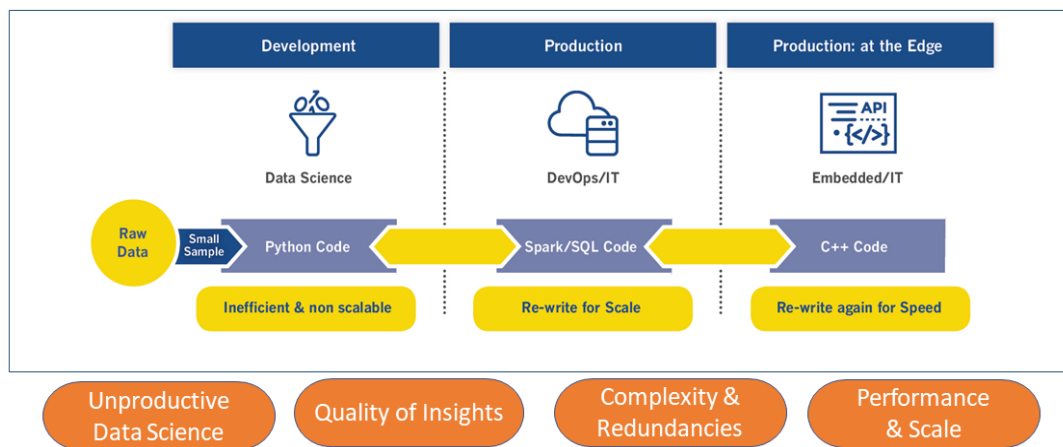 Development
Production
Production: at the Edge
API
{</>}
Data Science
DevOps/IT
Embedded/IT
Raw
Data
Small
Sample
Python Code
Spark/SQL Code
C++ Code
Inefficient & non scalable
Re-write for Scale
Re-write again for Speed
Unproductive
Data Science
Quality of Insights
Complexity &
Redundancies
Performance
& Scale